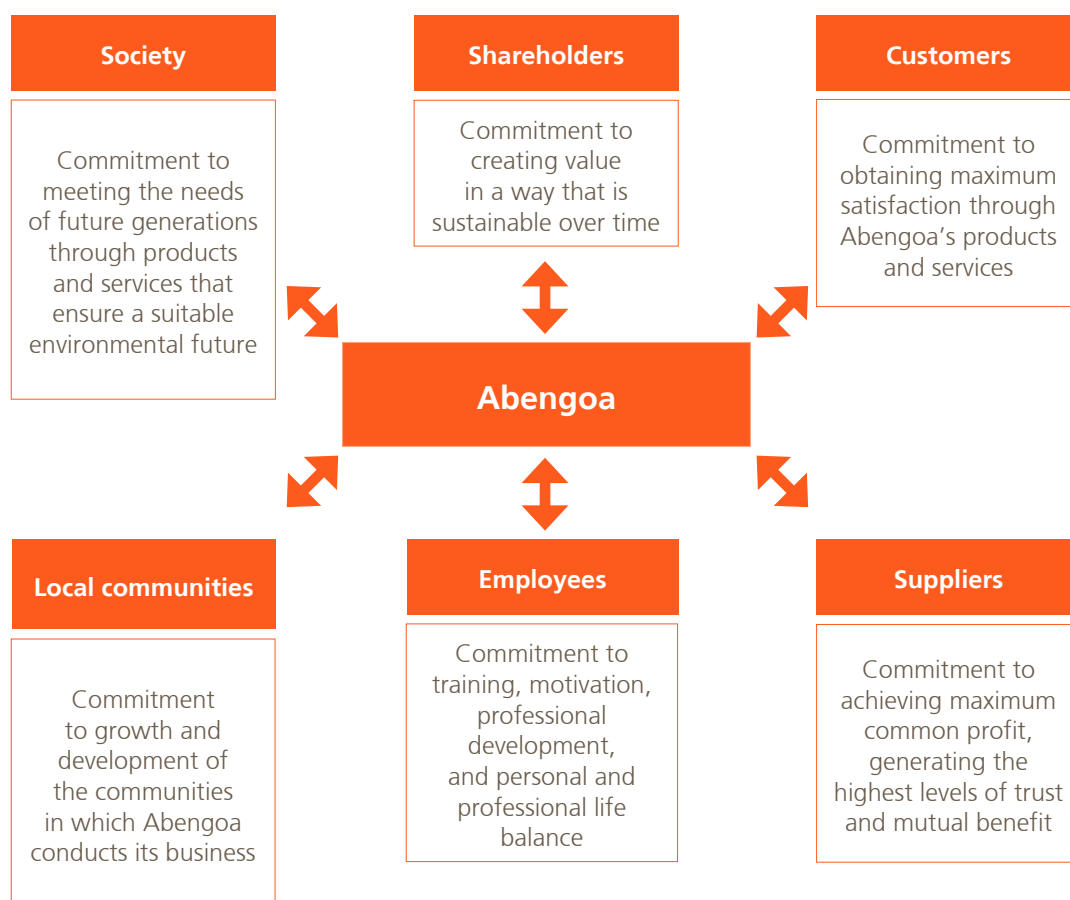 Society
Commitment to
meeting the needs
of future generations
through products
and services that
ensure a suitable
environmental future
Shareholders
Commitment to
creating value
in a way that is
sustainable over time
Customers
Commitment to
obtaining maximum
satisfaction through
Abengoa’s products
and services
Abengoa
Local communities
Commitment
to growth and
development of
the communities
in which Abengoa
conducts its business
Employees
Commitment to
training, motivation,
professional
development,
and personal and
professional life
balance
Suppliers
Commitment to
achieving maximum
common profit,
generating the
highest levels of trust
and mutual benefit